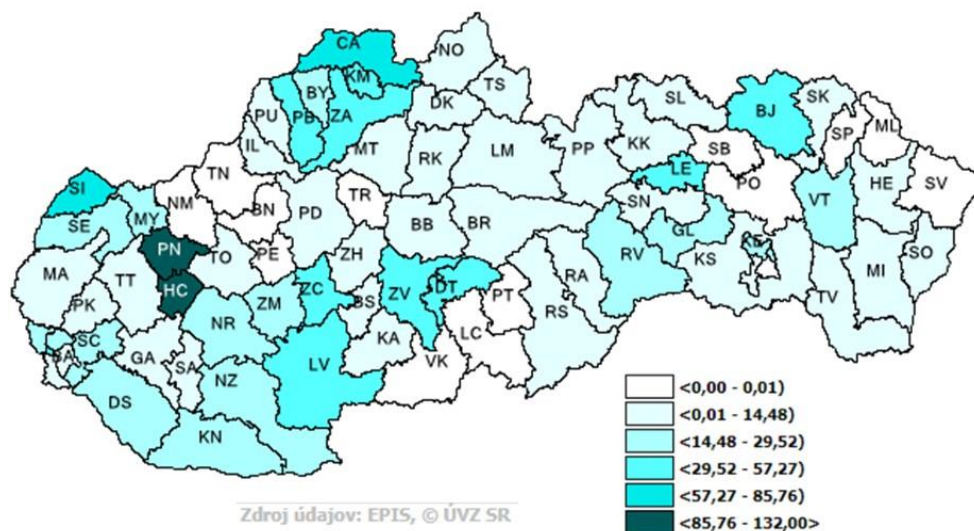 CA
NO
KM
TS
BY
PU
PB
ZA
DK
SL
BJ
SK
SP
ML
IL
MT
RK
LM
PP
KK
SB
TN
LE
PO
HE
SV
SI
NM
BN
PD
TR
BB
BR
SN
VT
SE
MY
GL
PN
TO
PE
ZH
RV
KS
KE
SO
MA
TT
HC
ZM
ZC
BS
ZV
DT
PT
RA
MI
PK
NR
RS
TV
SC
BA
GA
SA
LV
KA
LC
VK
DS
NZ
KN
<0,00 - 0,01)
<0,01 - 14,48)
<14,48 - 29,52)
<29,52 - 57,27)
<57,27 - 85,76)
<85,76 - 132,00>
Zdroj údajov: EPIS, © ÚVZ SR